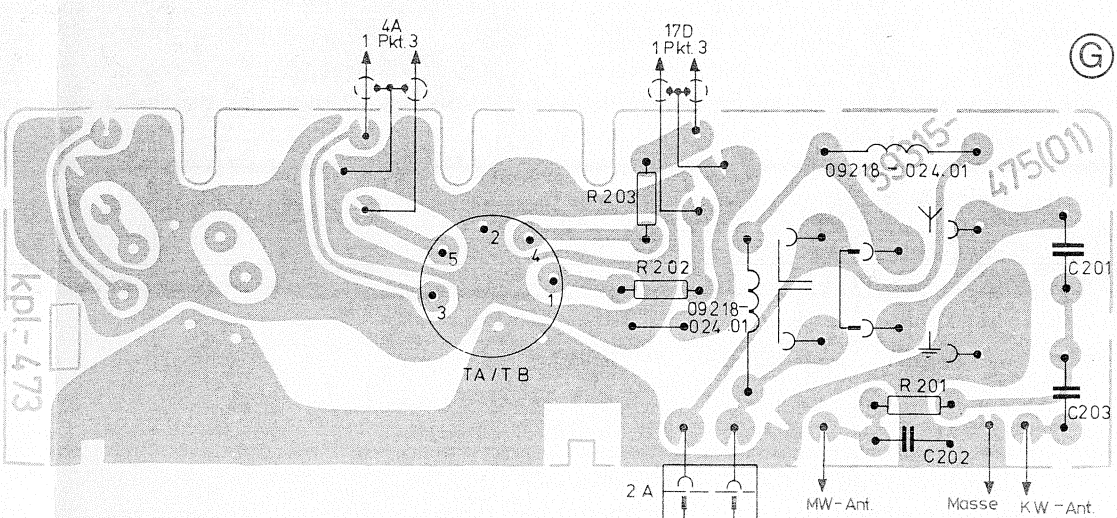 4A
1 Pkt. 3
17D
1 Pkt. 3
G
59315-
475(01)
09218-024.01
R 203
2
4
5
1
3
R 202
09218-
024.01
C201
kpl-473
TA/TB
R 201
C203
C202
2 A
MW-Ant.
Masse
KW-Ant.